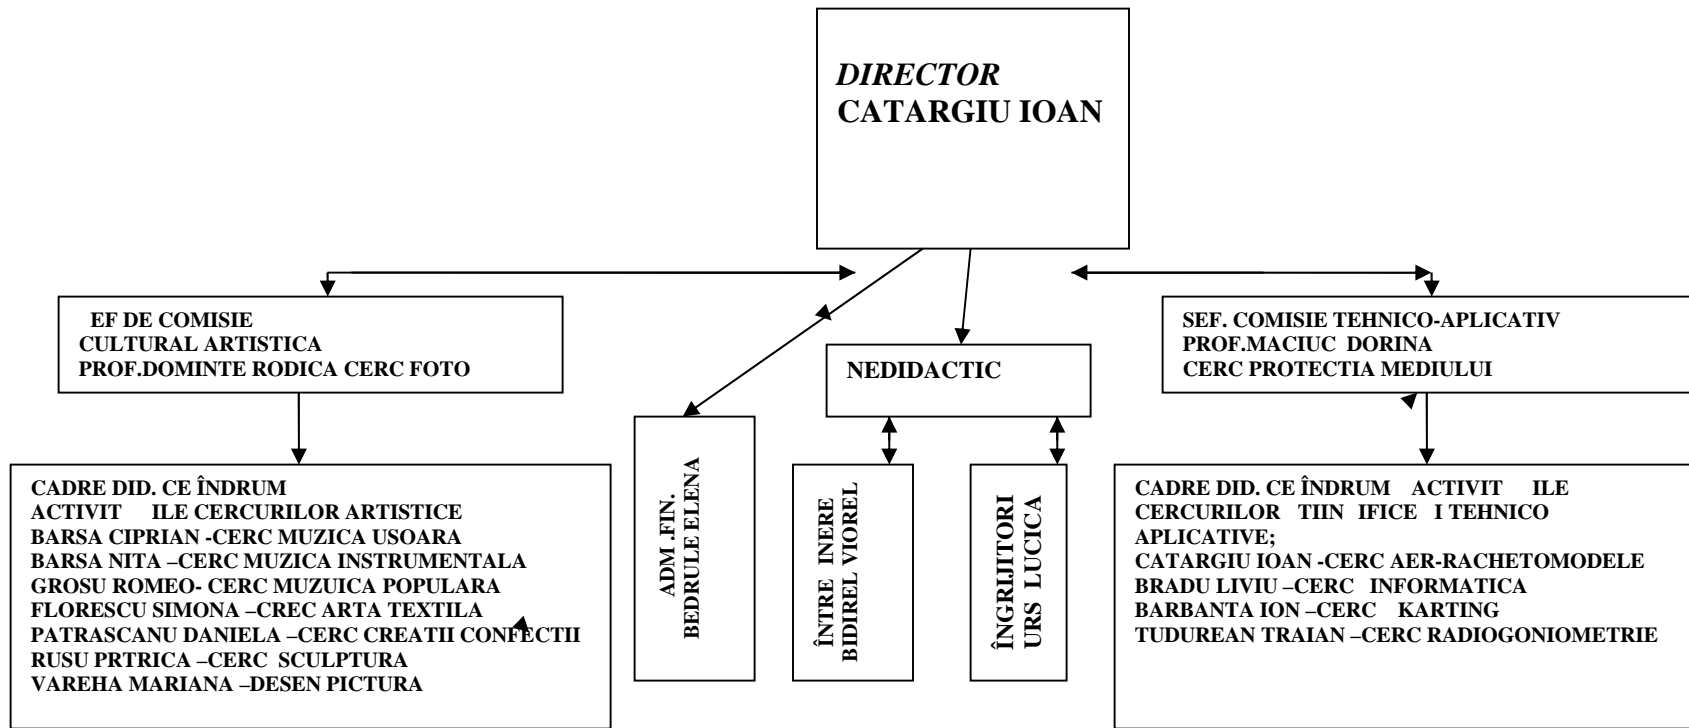 DIRECTOR
CATARGIU IOAN
EF DE COMISIE
CULTURAL ARTISTICA
PROF.DOMINTE RODICA CERC FOTO
SEF. COMISIE TEHNICO-APLICATIV
PROF.MACIUC DORINA
CERC PROTECTIA MEDIULUI
NEDIDACTIC
CADRE DID. CE ÎNDRUM
ACTIVIT ILE CERCURILOR ARTISTICE
BARSA CIPRIAN -CERC MUZICA USOARA
BARSA NITA –CERC MUZICA INSTRUMENTALA
GROSU ROMEO- CERC MUZUICA POPULARA
FLORESCU SIMONA –CREC ARTA TEXTILA
PATRASCANU DANIELA –CERC CREATII CONFECTII
RUSU PRTRICA –CERC SCULPTURA
VAREHA MARIANA –DESEN PICTURA
ADM .FIN.
BEDRULE ELENA
ÎNTRE INERE
BIDIREL VIOREL
ÎNGRIJITORI
URS LUCICA
CADRE DID. CE ÎNDRUM ACTIVIT ILE
CERCURILOR TIIN IFICE I TEHNICO
APLICATIVE;
CATARGIU IOAN -CERC AER-RACHETOMODELE
BRADU LIVIU –CERC INFORMATICA
BARBANTA ION –CERC KARTING
TUDUREAN TRAIAN –CERC RADIOGONIOMETRIE